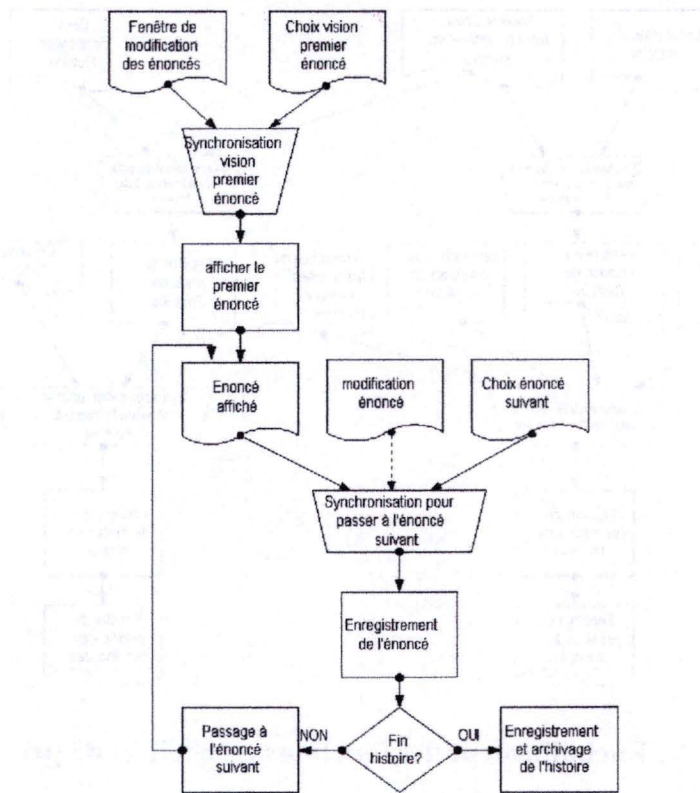 Fenêtre de
modification
des énoncés
Choix vision
premier
énoncé
Synchronisation
vision
premier
énoncé
afficher le
premier
énoncé
Enoncé
affiché
modification
énoncé
Choix énoncé
suivant
Synchronisation pour
passer à l'énoncé
suivant
Enregistrement
de l'énoncé
Passage à
l'énoncé
suivant
NON
Fin
histoire?
OUI
Enregistrement
et archivage
de l'histoire